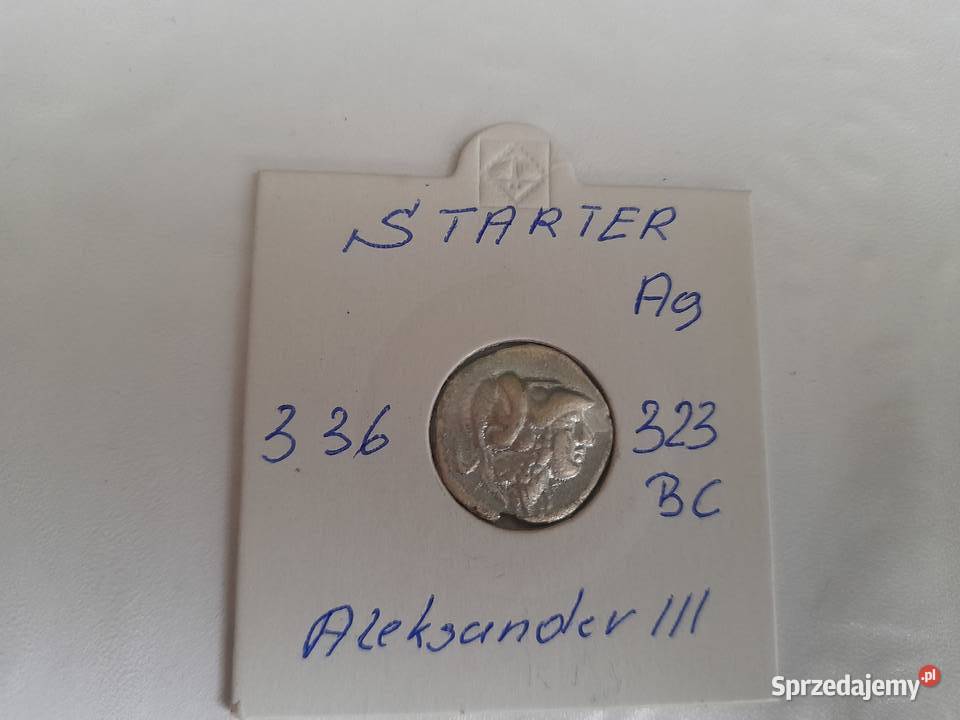 STARTER
Ag
336 323
BC
Aleksander III
Sprzedajemy.pl